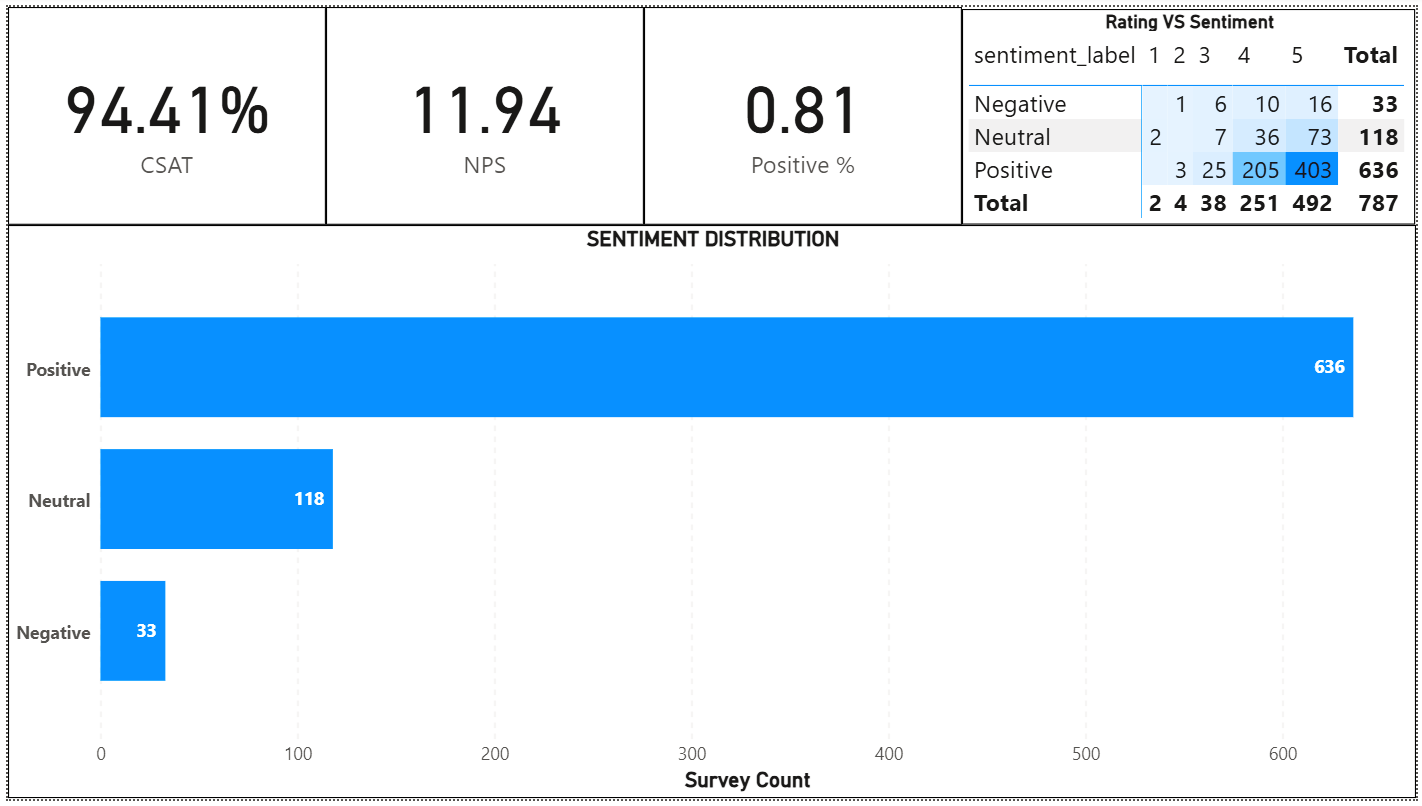 94.41%
CSAT
11.94
NPS
0.81
Positive %
Rating VS Sentiment
sentiment_label 1 2 3 4 5 Total
Negative 1 6 10 16 33
Neutral 2 7 36 73 118
Positive 3 25 205 403 636
Total 2 4 38 251 492 787
SENTIMENT DISTRIBUTION
Positive 636
Neutral 118
Negative 33
0 100 200 300 400 500 600
Survey Count